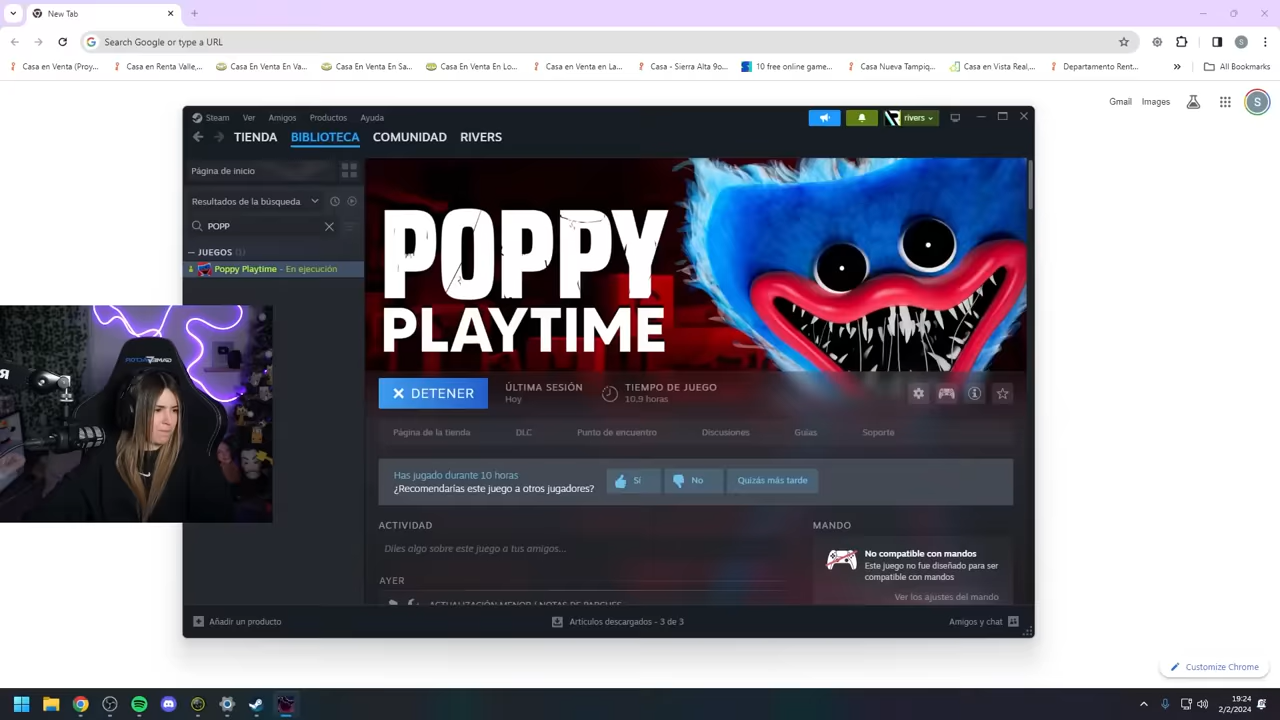 New Tab
Search Google or type a URL
S
Casa en Venta (Proy...
Casa en Renta Valle,...
Casa En Venta En Va...
Casa En Venta En Sa...
Casa En Venta En Lo...
Casa en Venta en La...
Casa - Sierra Alta 9o...
10 free online game...
Casa Nueva Tampiq...
Casa en Vista Real,...
Departamento Rent...
All Bookmarks
Gmail
Images
S
Steam
Ver
Amigos
Productos
Ayuda
rivers
TIENDA
BIBLIOTECA
COMUNIDAD
RIVERS
Página de inicio
Resultados de la búsqueda
POPP
JUEGOS (1)
Poppy Playtime - En ejecución
POPPY
PLAYTIME
DETENER
ÚLTIMA SESIÓN
Hoy
TIEMPO DE JUEGO
10,9 horas
Página de la tienda
DLC
Punto de encuentro
Discusiones
Guías
Soporte
Has jugado durante 10 horas
¿Recomendarías este juego a otros jugadores?
Sí
No
Quizás más tarde
ACTIVIDAD
Diles algo sobre este juego a tus amigos...
AYER
ACTUALIZACIÓN MENOR / NOTAS DE PARCHES
MANDO
No compatible con mandos
Este juego no fue diseñado para ser
compatible con mandos
Ver los ajustes del mando
Añadir un producto
Artículos descargados - 3 de 3
Amigos y chat
Customize Chrome
19:24
2/2/2024